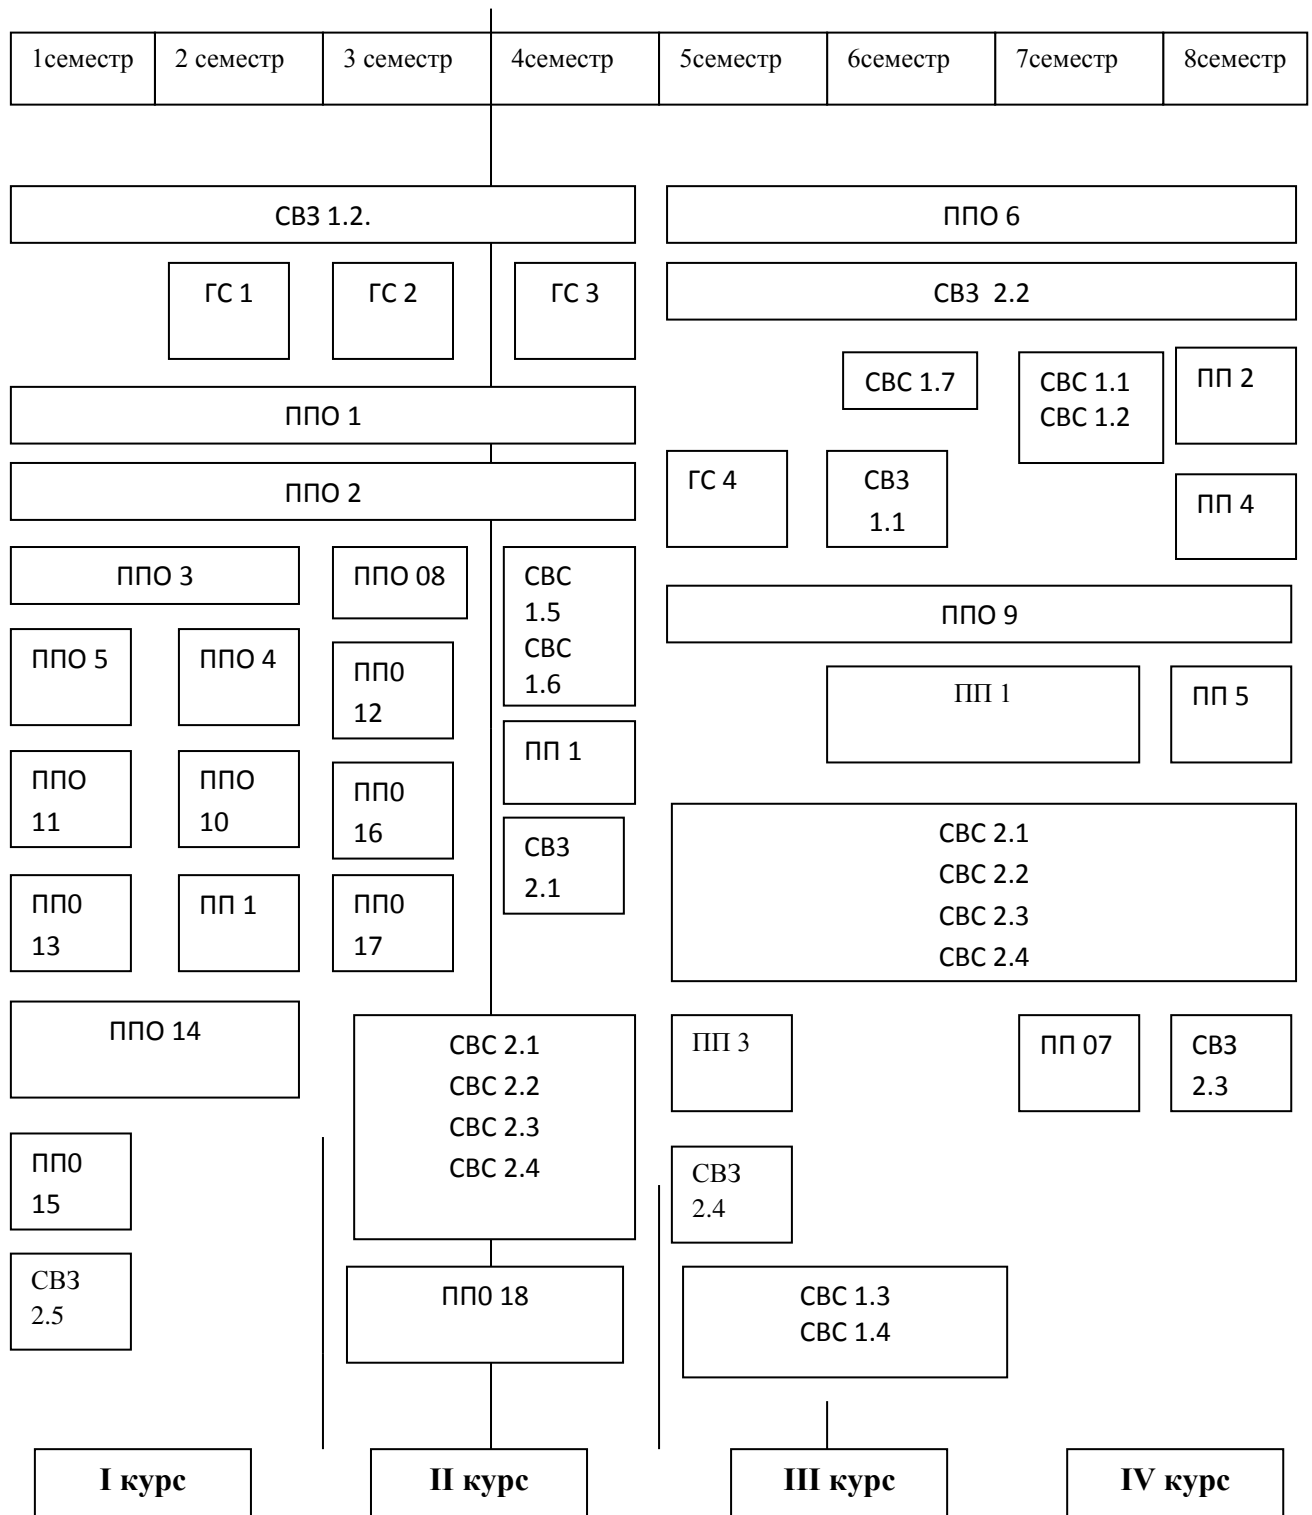 1семестр
2 семестр
3 семестр
4семестр
5семестр
6семестр
7семестр
8семестр
СВЗ 1.2.
ППО 6
ГС 1
ГС 2
ГС 3
СВЗ 2.2
СВС 1.7
СВС 1.1
СВС 1.2
ПП 2
ППО 1
ППО 2
ГС 4
СВЗ
1.1
ПП 4
ППО 3
ППО 08
СВС
1.5
СВС
1.6
ППО 9
ППО 5
ППО 4
ПП0
12
ПП 1
ПП 5
ПП 1
ППО
11
ППО
10
ПП0
16
СВЗ
2.1
СВС 2.1
СВС 2.2
СВС 2.3
СВС 2.4
ПП0
13
ПП 1
ПП0
17
ППО 14
СВС 2.1
СВС 2.2
СВС 2.3
СВС 2.4
ПП 3
ПП 07
СВЗ
2.3
ПП0
15
СВЗ
2.4
СВЗ
2.5
ПП0 18
СВС 1.3
СВС 1.4
I курс
II курс
III курс
IV курс